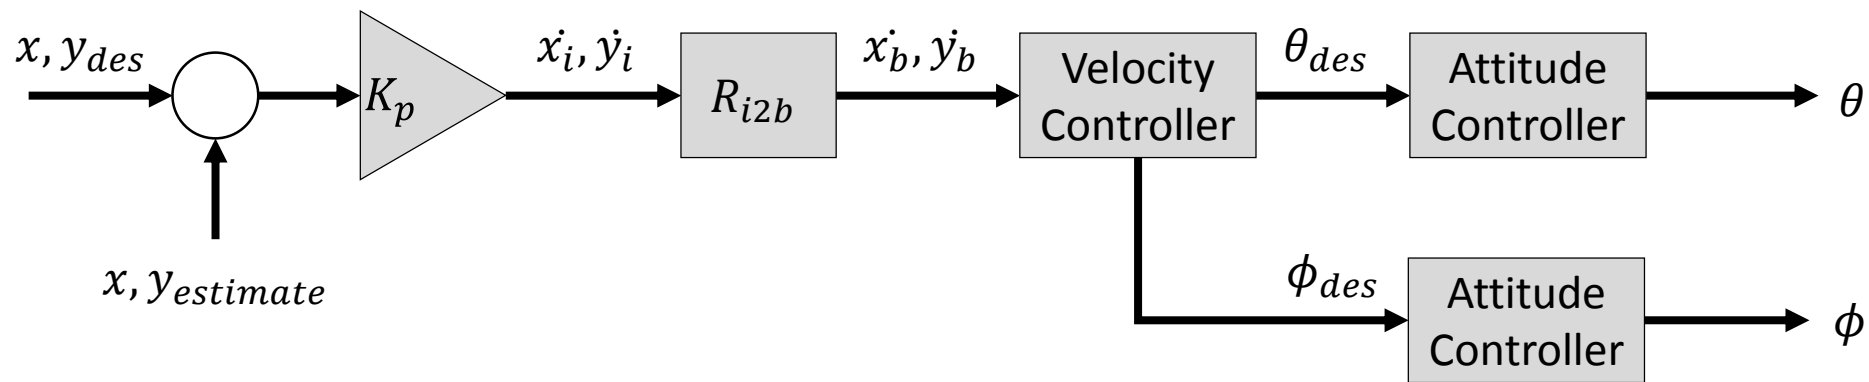 x, y_des
K_p
ẋ_i, ẏ_i
R_i2b
ẋ_b, ẏ_b
Velocity
Controller
θ_des
Attitude
Controller
θ
x, y_estimate
ϕ_des
Attitude
Controller
ϕ